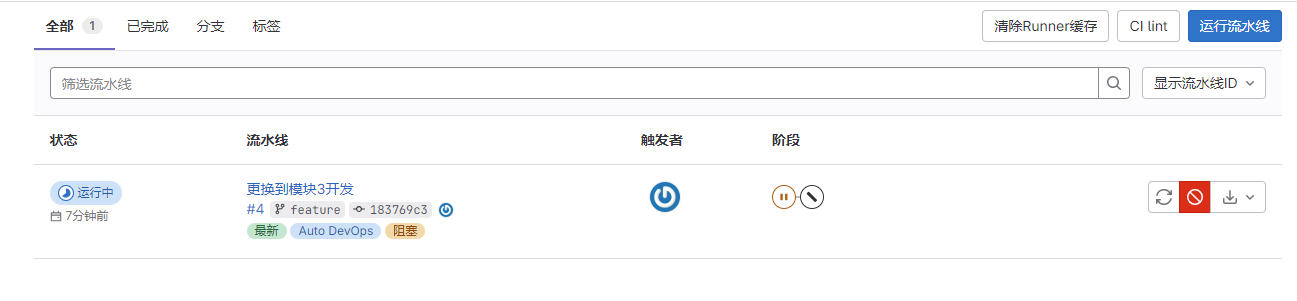 全部 1 已完成 分支 标签 清除Runner缓存 CI lint 运行流水线
筛选流水线 显示流水线ID
状态 流水线 触发者 阶段
运行中 更换到模块3开发
7分钟前 #4 feature 183769c3
最新 Auto DevOps 阻塞